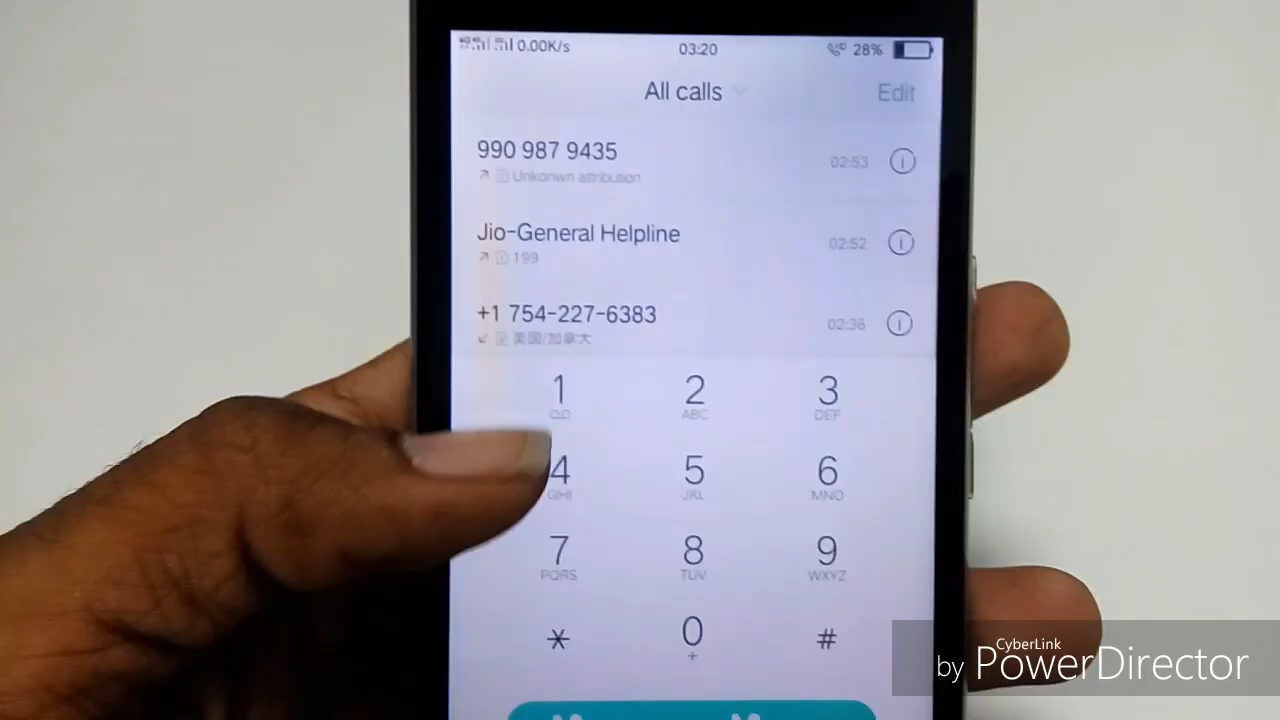 0.00K/s 03:20 28%
All calls Edit
990 987 9435 02:53
Unkonwn attribution
Jio-General Helpline 02:52
199
+1 754-227-6383 02:36
美国/加拿大
1 2 3
ABC DEF
4 5 6
GHI JKL MNO
7 8 9
PQRS TUV WXYZ
* 0 #
+
CyberLink
by PowerDirector